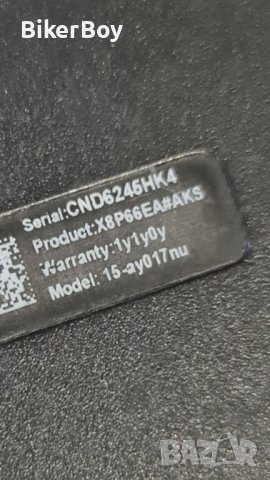 BikerBoy
Serial:CND6245HK4
Product:X8P66EA#AKS
Warranty:1y1y0y
Model: 15-ay017nu
BAZAR